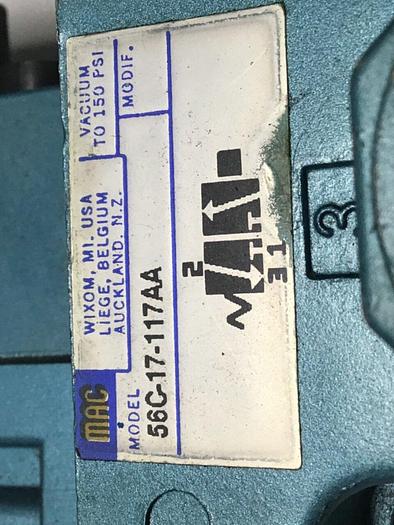 MAC
WIXOM, MI. USA
LIEGE, BELGIUM
AUCKLAND, N.Z.
VACUUM
TO 150 PSI
MODEL
56C-17-117AA
MODIF.
2
3 1
3